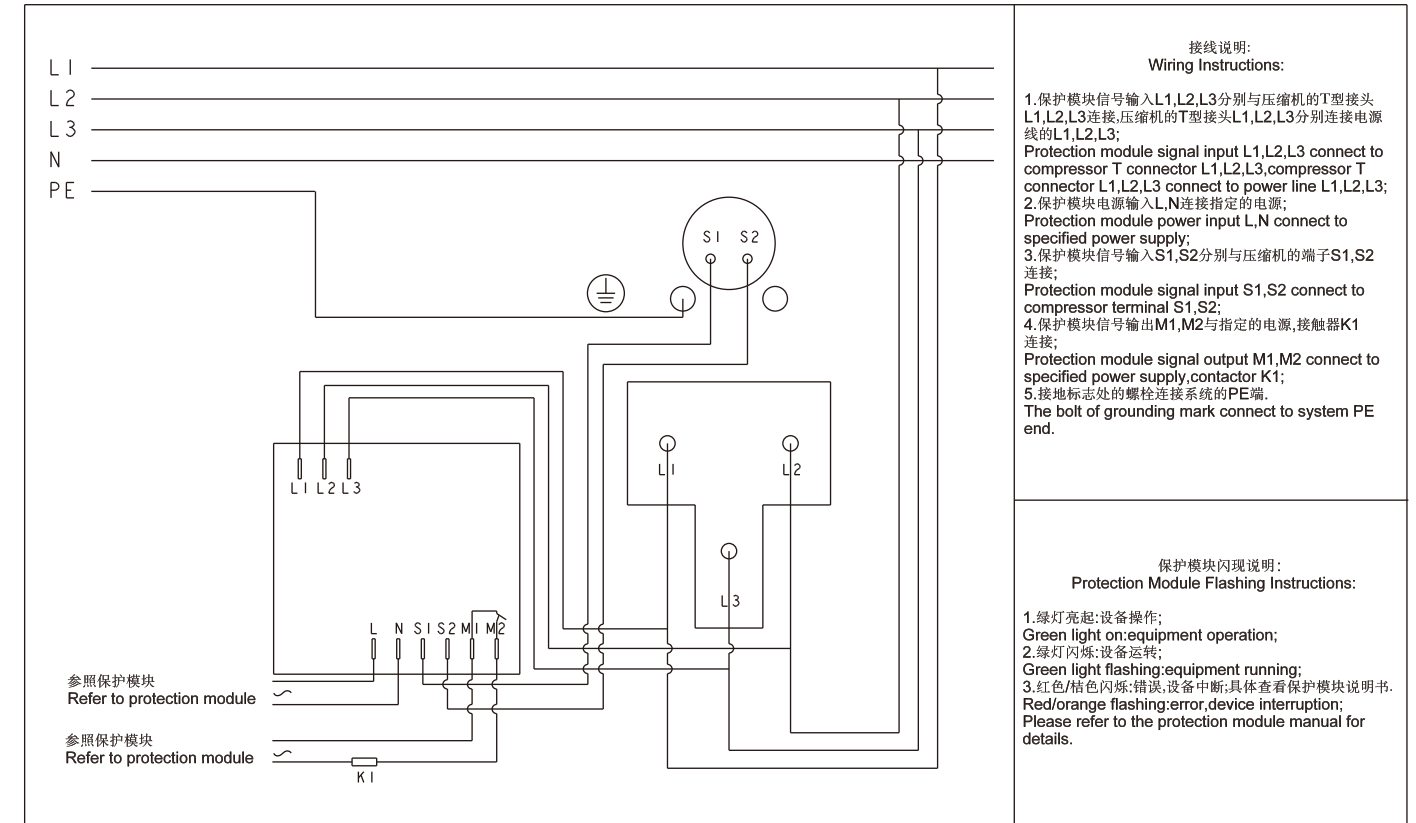 L1
L2
L3
N
PE
S1 S2
L1 L2
L3
L1 L2 L3
L N S1 S2 M1 M2
参照保护模块
Refer to protection module
参照保护模块
Refer to protection module
K1
接线说明:
Wiring Instructions:
1.保护模块信号输入L1,L2,L3分别与压缩机的T型接头
L1,L2,L3连接,压缩机的T型接头L1,L2,L3分别连接电源
线的L1,L2,L3;
Protection module signal input L1,L2,L3 connect to
compressor T connector L1,L2,L3,compressor T
connector L1,L2,L3 connect to power line L1,L2,L3;
2.保护模块电源输入L,N连接指定的电源;
Protection module power input L,N connect to
specified power supply;
3.保护模块信号输入S1,S2分别与压缩机的端子S1,S2
连接;
Protection module signal input S1,S2 connect to
compressor terminal S1,S2;
4.保护模块信号输出M1,M2与指定的电源,接触器K1
连接;
Protection module signal output M1,M2 connect to
specified power supply,contactor K1;
5.接地标志处的螺栓连接系统的PE端.
The bolt of grounding mark connect to system PE
end.
保护模块闪现说明:
Protection Module Flashing Instructions:
1.绿灯亮起:设备操作;
Green light on:equipment operation;
2.绿灯闪烁:设备运转;
Green light flashing:equipment running;
3.红色/桔色闪烁:错误,设备中断;具体查看保护模块说明书.
Red/orange flashing:error,device interruption;
Please refer to the protection module manual for
details.